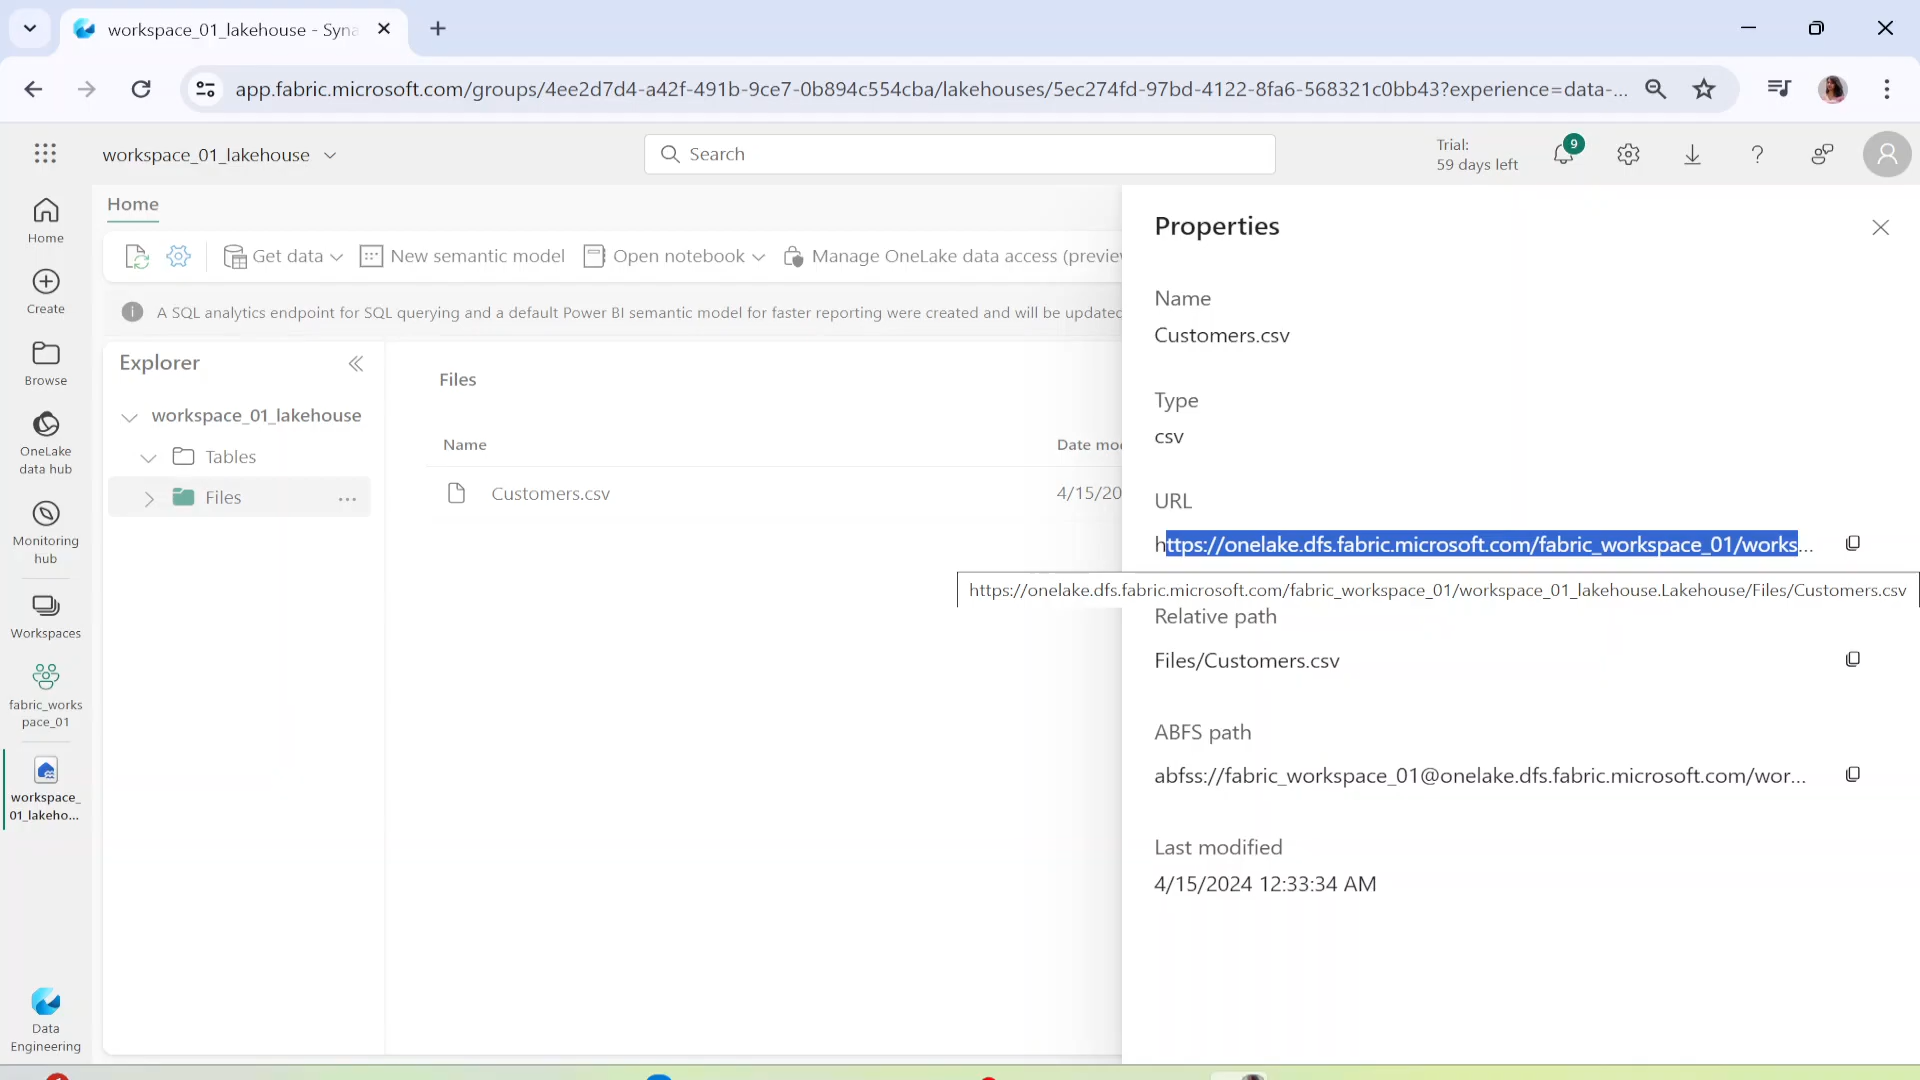 workspace_01_lakehouse - Syna
app.fabric.microsoft.com/groups/4ee2d7d4-a42f-491b-9ce7-0b894c554cba/lakehouses/5ec274fd-97bd-4122-8fa6-568321c0bb43?experience=data-...
workspace_01_lakehouse
Search
Trial:
59 days left
9
Home
Create
Browse
OneLake
data hub
Monitoring
hub
Workspaces
fabric_works
pace_01
workspace_
01_lakeho...
Data
Engineering
Home
Get data
New semantic model
Open notebook
Manage OneLake data access (preview
A SQL analytics endpoint for SQL querying and a default Power BI semantic model for faster reporting were created and will be updated
Explorer
workspace_01_lakehouse
Tables
Files
...
Files
Name
Date mo
Customers.csv
4/15/20
Properties
Name
Customers.csv
Type
csv
URL
https://onelake.dfs.fabric.microsoft.com/fabric_workspace_01/works...
https://onelake.dfs.fabric.microsoft.com/fabric_workspace_01/workspace_01_lakehouse.Lakehouse/Files/Customers.csv
Relative path
Files/Customers.csv
ABFS path
abfss://fabric_workspace_01@onelake.dfs.fabric.microsoft.com/wor...
Last modified
4/15/2024 12:33:34 AM